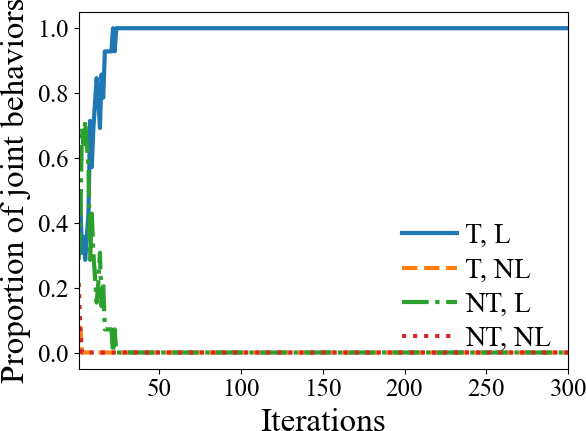 Proportion of joint behaviors
1.0
0.8
0.6
0.4
0.2
0.0
T, L
T, NL
NT, L
NT, NL
50 100 150 200 250 300
Iterations